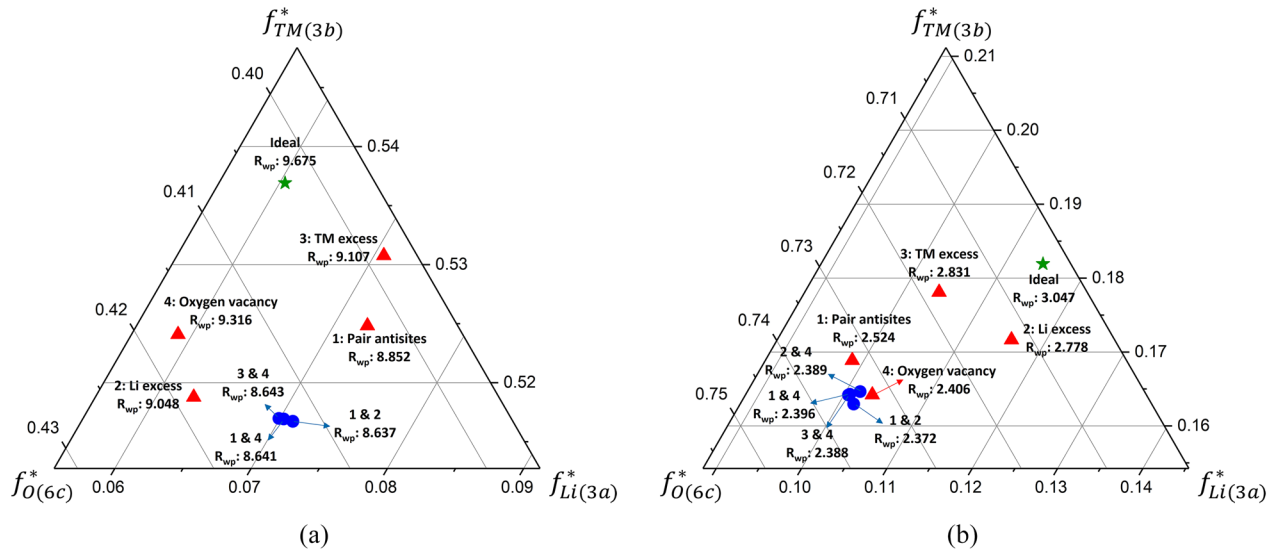 f*TM(3b)
0.40
0.41
0.42
0.43
0.54
0.53
0.52
Ideal
Rwp: 9.675
3: TM excess
Rwp: 9.107
4: Oxygen vacancy
Rwp: 9.316
1: Pair antisites
Rwp: 8.852
2: Li excess
Rwp: 9.048
3 & 4
Rwp: 8.643
1 & 2
Rwp: 8.637
1 & 4
Rwp: 8.641
f*O(6c)
0.06
0.07
0.08
0.09
f*Li(3a)
(a)
f*TM(3b)
0.71
0.72
0.73
0.74
0.75
0.21
0.20
0.19
0.18
0.17
0.16
3: TM excess
Rwp: 2.831
Ideal
Rwp: 3.047
1: Pair antisites
Rwp: 2.524
2: Li excess
Rwp: 2.778
2 & 4
Rwp: 2.389
4: Oxygen vacancy
Rwp: 2.406
1 & 4
Rwp: 2.396
1 & 2
Rwp: 2.372
3 & 4
Rwp: 2.388
f*O(6c)
0.10
0.11
0.12
0.13
0.14
f*Li(3a)
(b)